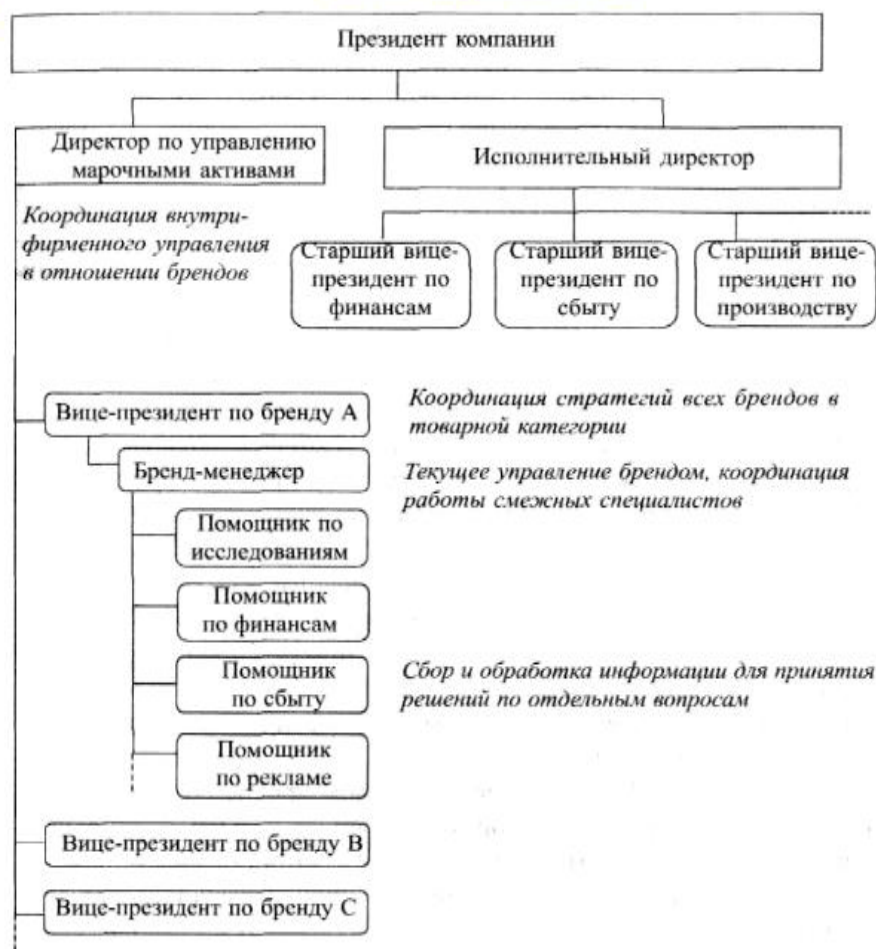 Президент компании
Директор по управлению
марочными активами
Исполнительный директор
Координация внутри-
фирменного управления
в отношении брендов
Старший вице-
президент по
финансам
Старший вице-
президент по
сбыту
Старший вице-
президент по
производству
Вице-президент по бренду А
Координация стратегий всех брендов в
товарной категории
Бренд-менеджер
Текущее управление брендом, координация
работы смежных специалистов
Помощник по
исследованиям
Помощник
по финансам
Помощник
по сбыту
Сбор и обработка информации для принятия
решений по отдельным вопросам
Помощник
по рекламе
Вице-президент по бренду В
Вице-президент по бренду С